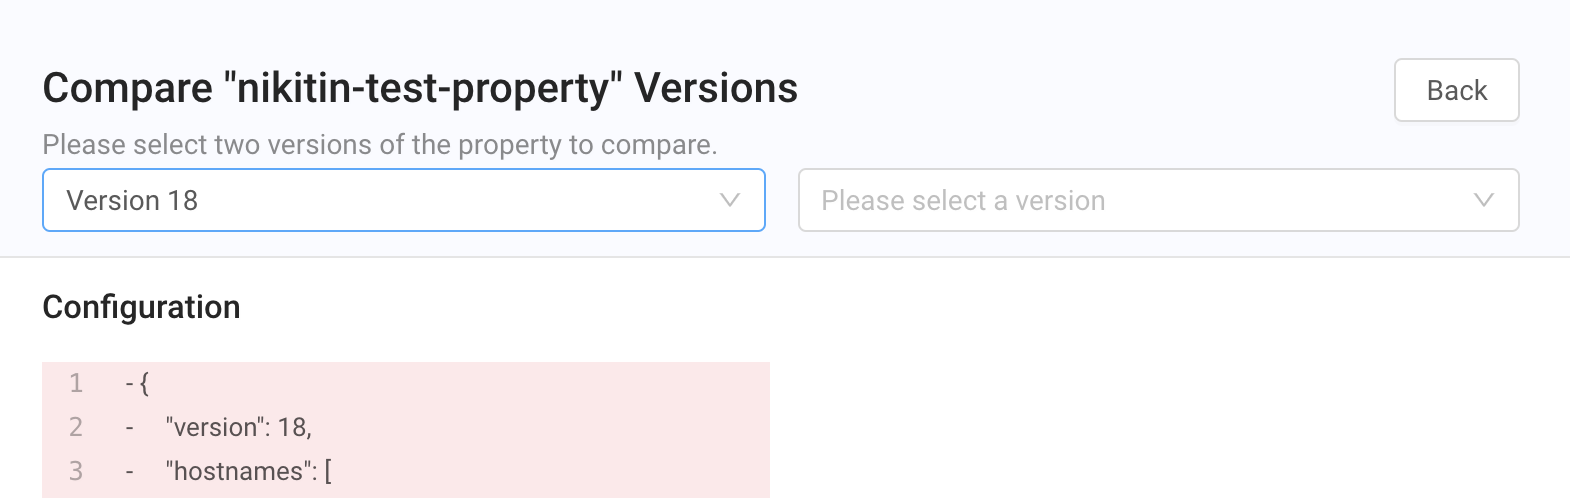 Compare "nikitin-test-property" Versions
Back
Please select two versions of the property to compare.
Version 18
Please select a version
Configuration
1 - {
2 - "version": 18,
3 - "hostnames": [